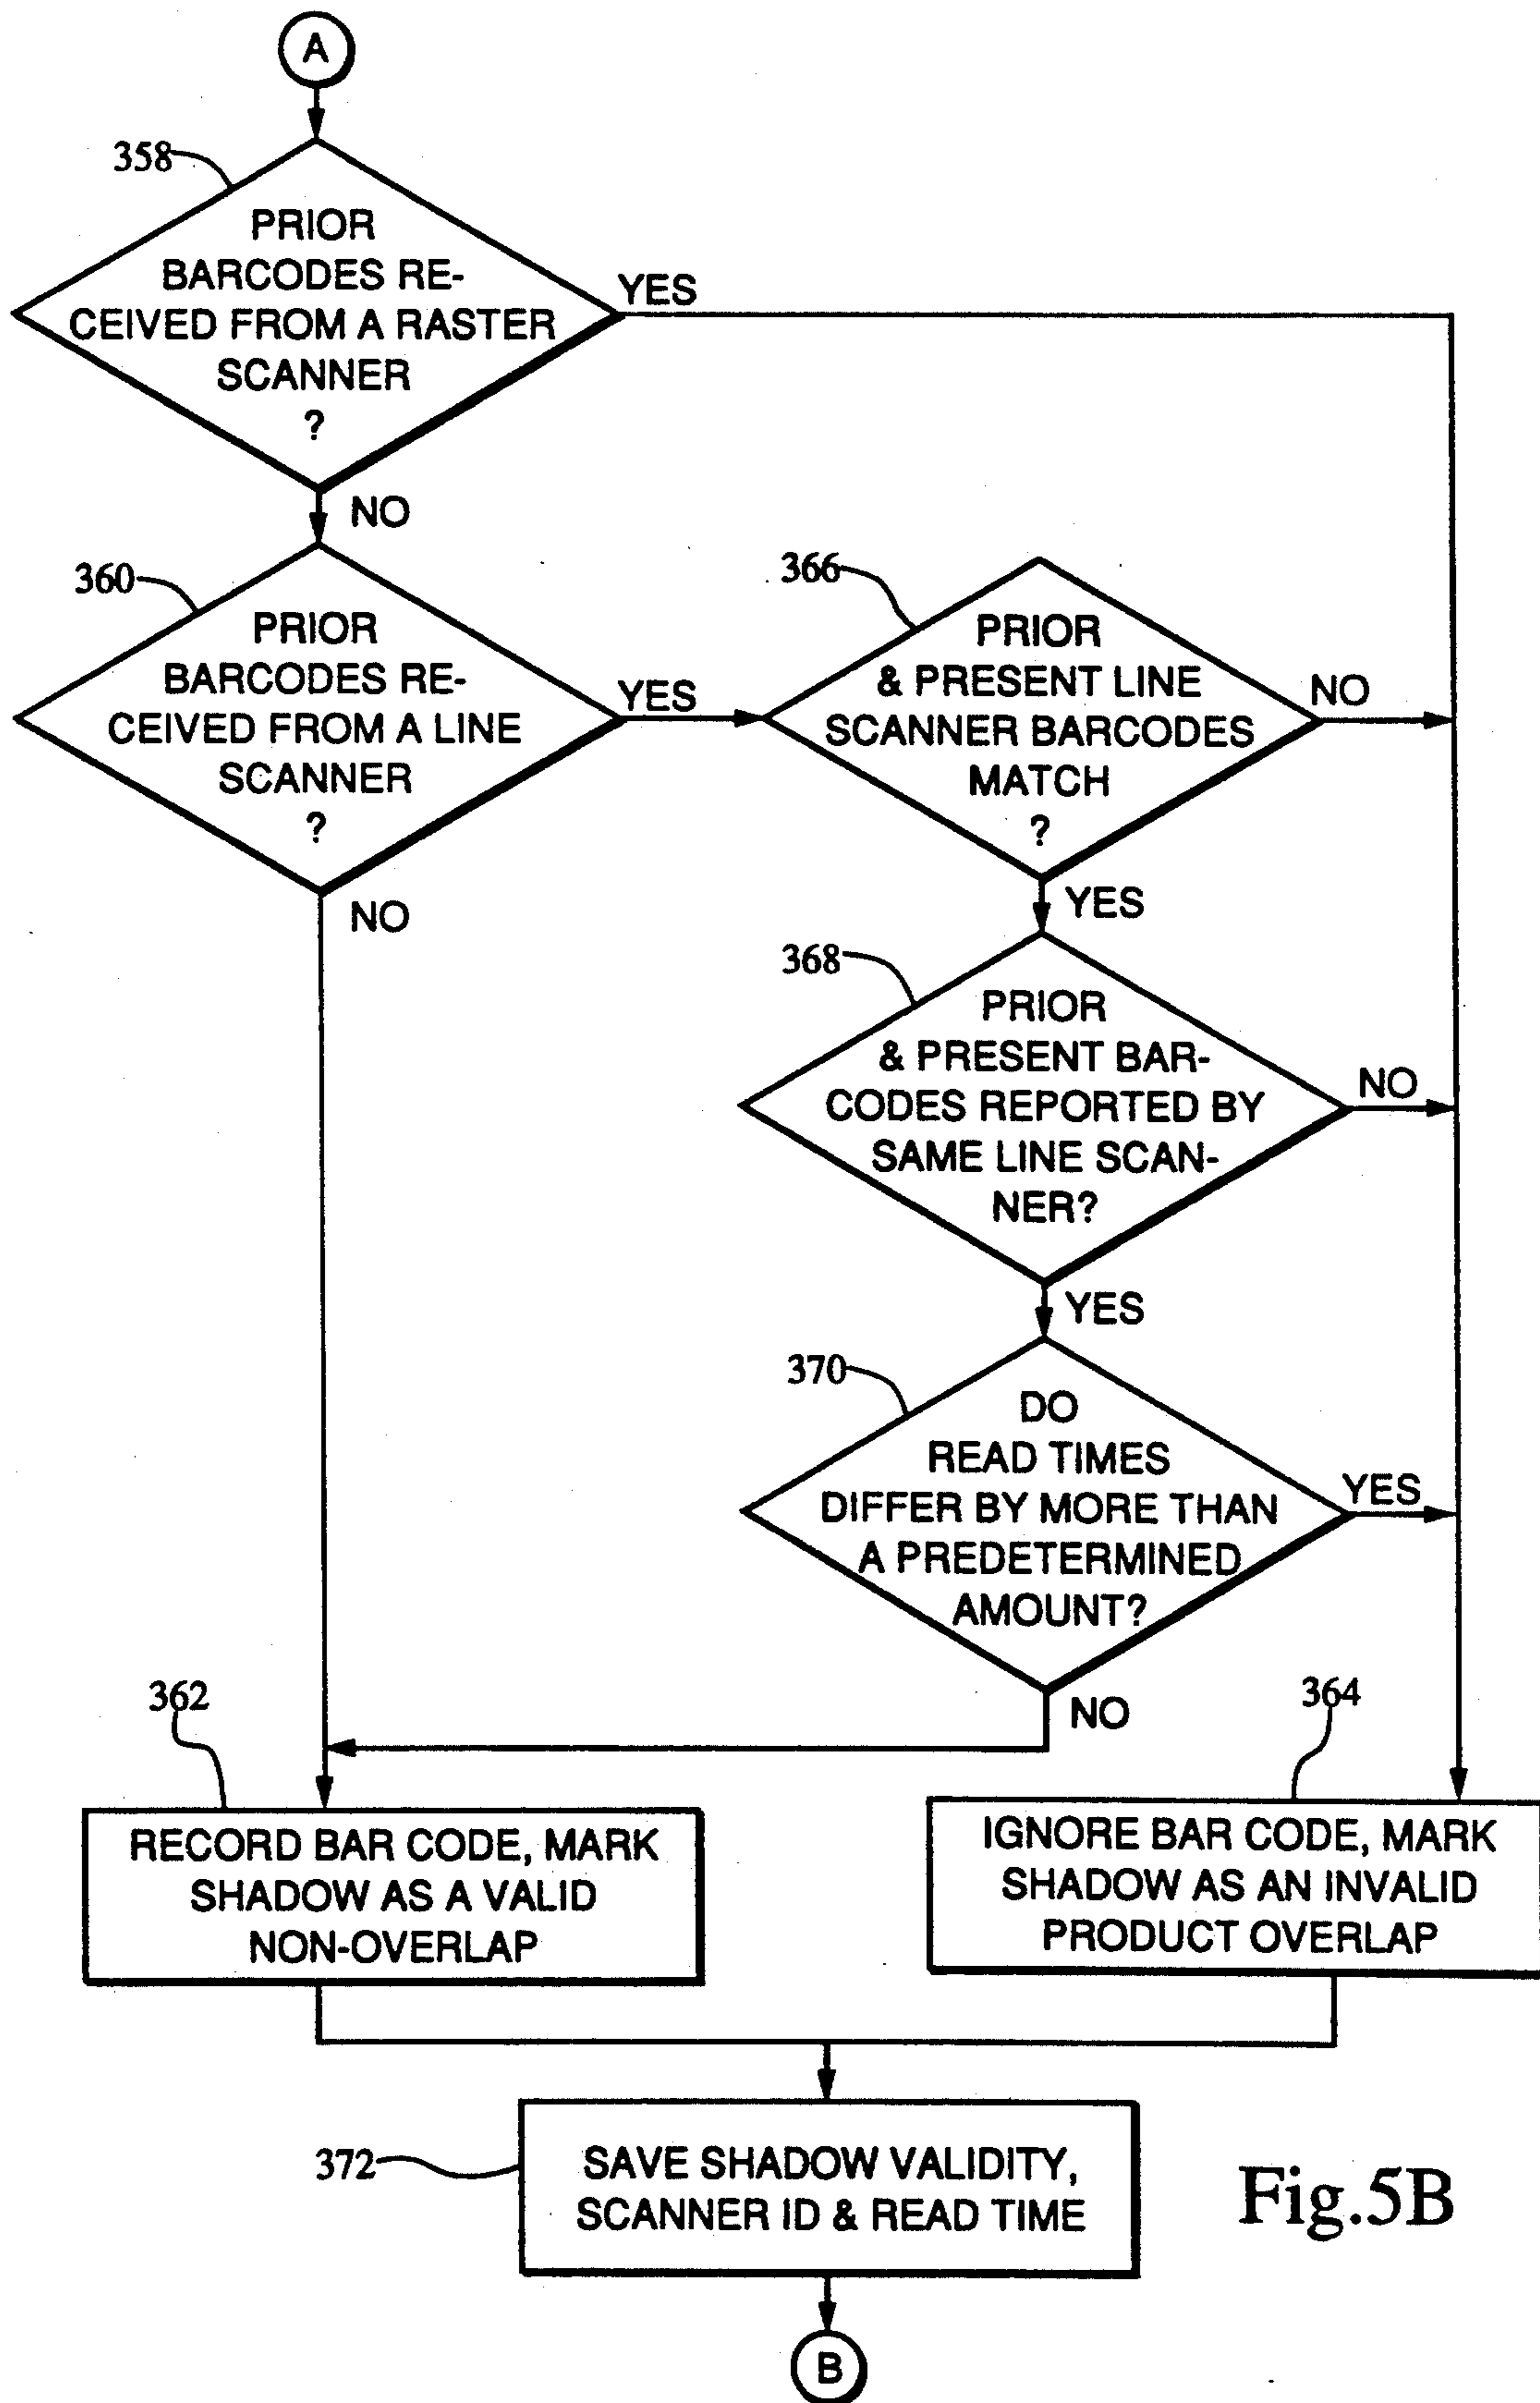 A
358
PRIOR
BARCODES RE-
CEIVED FROM A RASTER
SCANNER
?
YES
NO
360
PRIOR
BARCODES RE-
CEIVED FROM A LINE
SCANNER
?
YES
NO
366
PRIOR
& PRESENT LINE
SCANNER BARCODES
MATCH
?
NO
YES
368
PRIOR
& PRESENT BAR-
CODES REPORTED BY
SAME LINE SCAN-
NER?
NO
YES
370
DO
READ TIMES
DIFFER BY MORE THAN
A PREDETERMINED
AMOUNT?
YES
NO
362
RECORD BAR CODE, MARK
SHADOW AS A VALID
NON-OVERLAP
364
IGNORE BAR CODE, MARK
SHADOW AS AN INVALID
PRODUCT OVERLAP
372
SAVE SHADOW VALIDITY,
SCANNER ID & READ TIME
Fig.5B
B